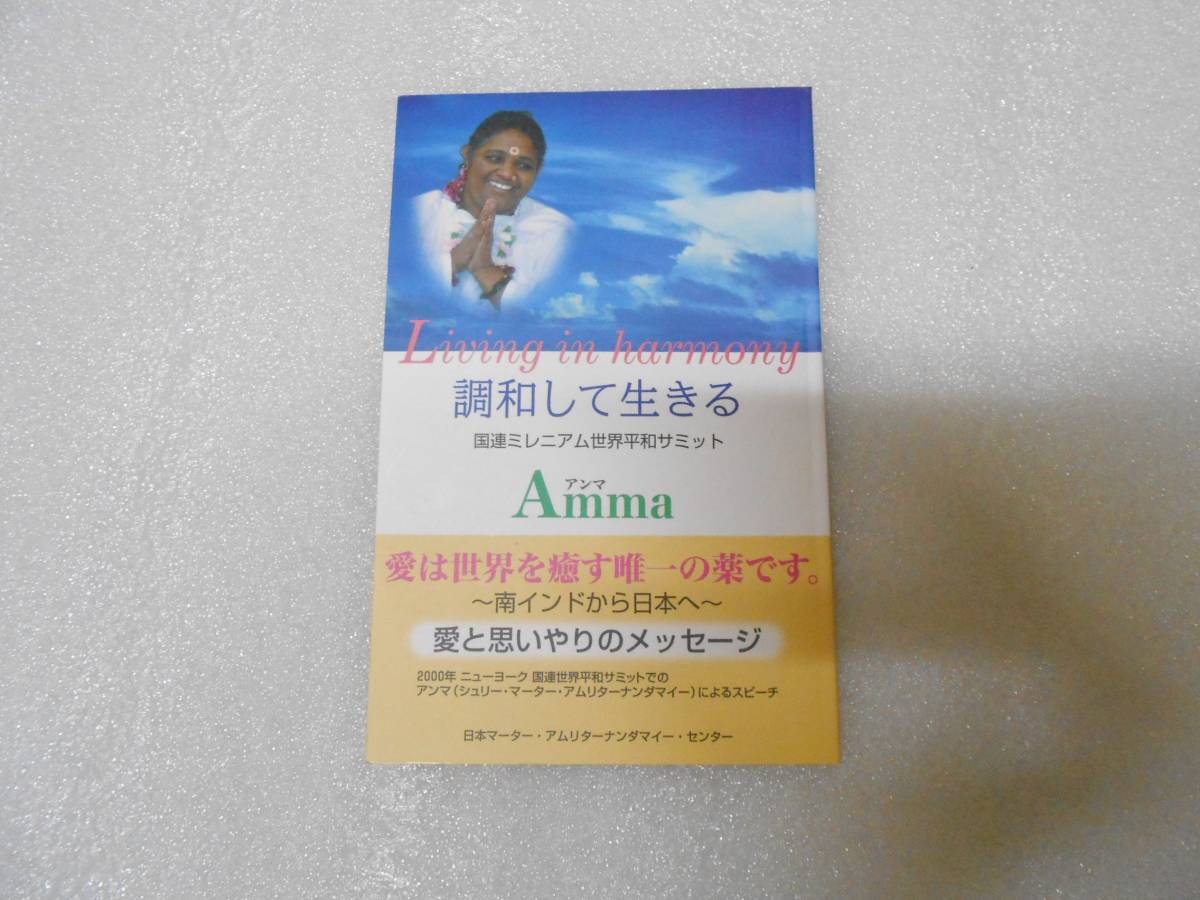 Living in harmony
調和して生きる
国連ミレニアム世界平和サミット
アンマ
Amma
愛は世界を癒す唯一の薬です。
〜南インドから日本へ〜
愛と思いやりのメッセージ
2000年 ニューヨーク 国連世界平和サミットでの
アンマ(シュリー・マーター・アムリターナンダマイー)によるスピーチ
日本マーター・アムリターナンダマイー・センター